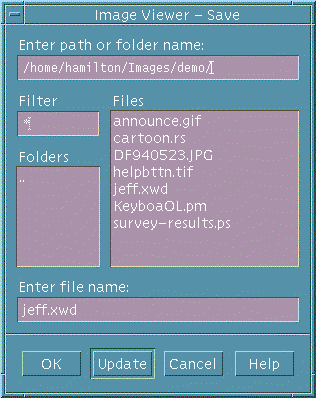 Image Viewer – Save
Enter path or folder name:
/home/hamilton/Images/demo/
Filter
*
Files
announce.gif
cartoon.rs
DF940523.JPG
helpbttn.tif
jeff.xwd
KeyboaOL.pm
survey–results.ps
Folders
..
Enter file name:
jeff.xwd
OK Update Cancel Help